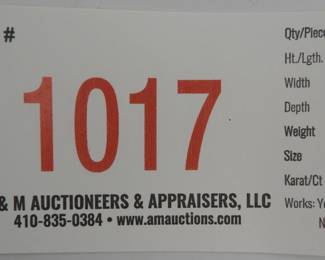 #
Qty/Piece
Ht./Lgth.
Width
Depth
Weight
Size
Karat/Ct
Works: Y
N
1017
& M AUCTIONEERS & APPRAISERS, LLC
410-835-0384 • www.amauctions.com